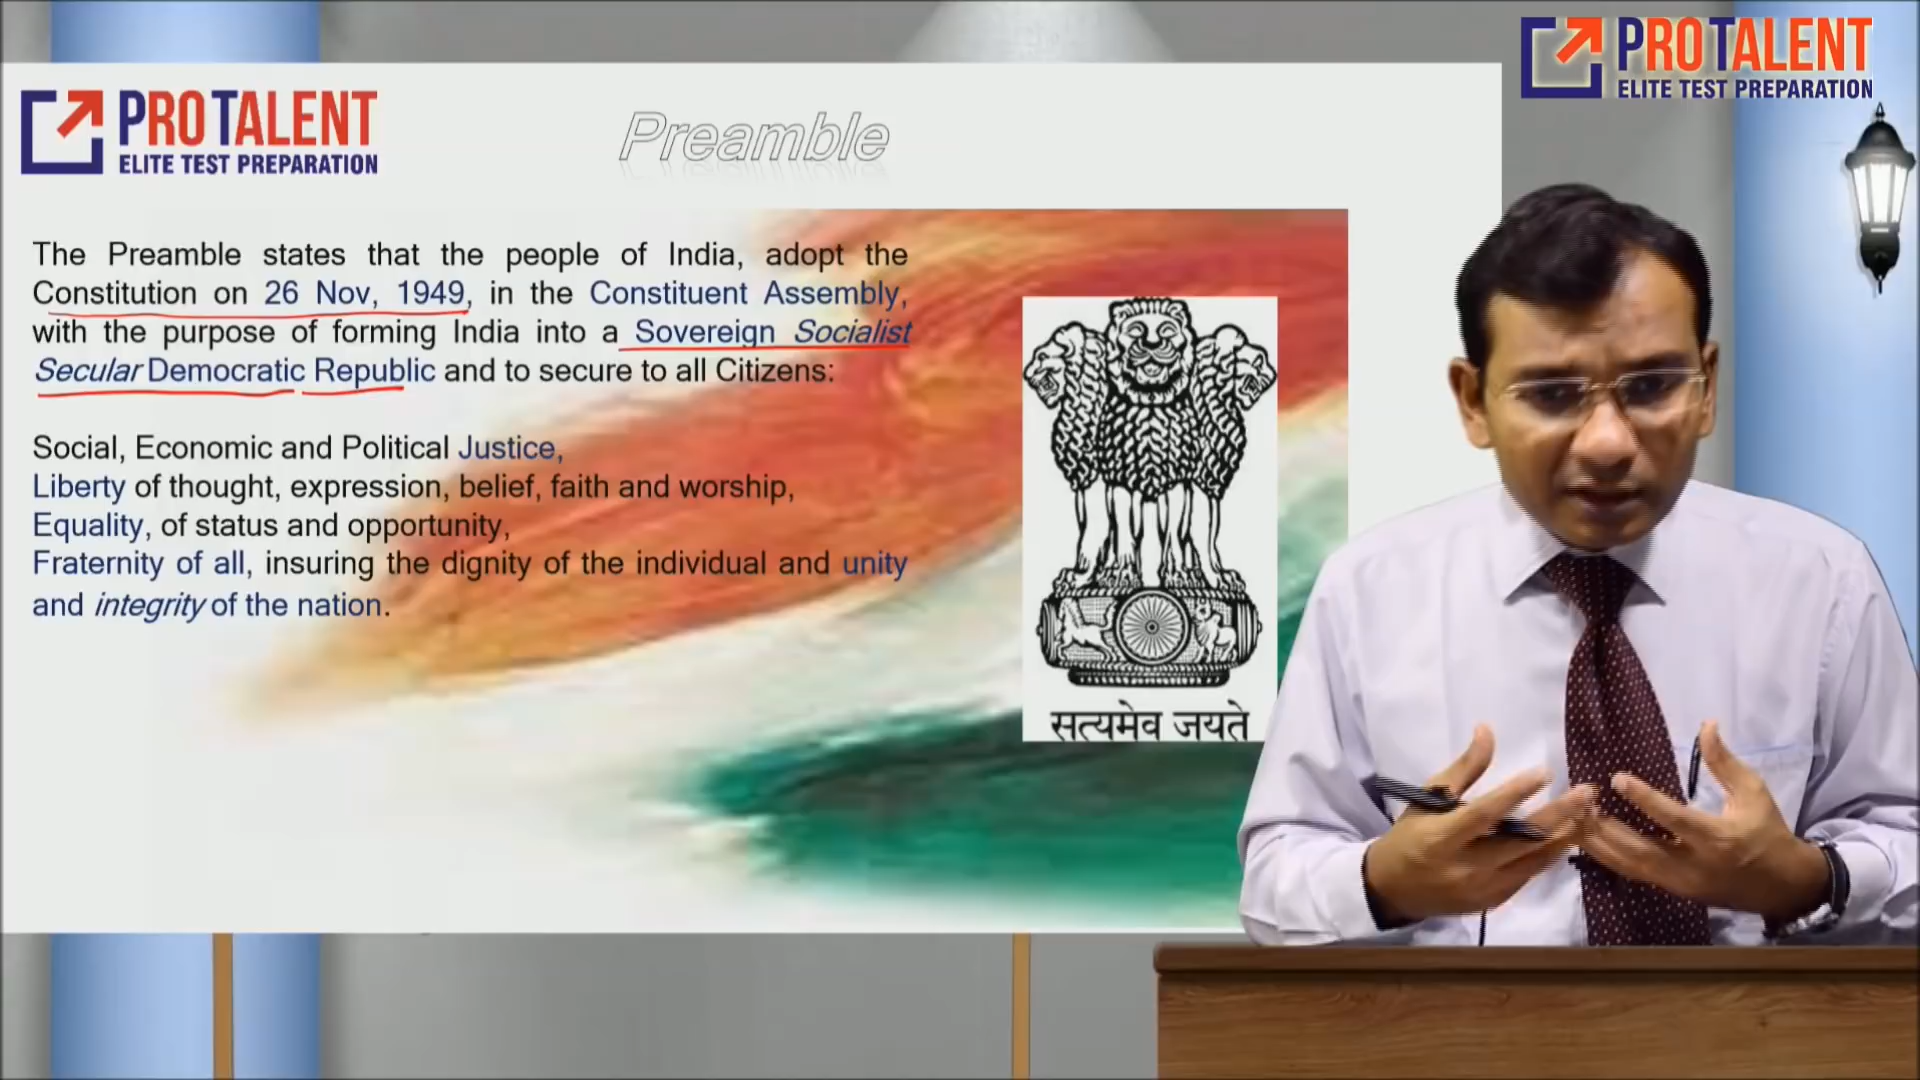 PRO TALENT
ELITE TEST PREPARATION
PRO TALENT
ELITE TEST PREPARATION
Preamble
The Preamble states that the people of India, adopt the
Constitution on 26 Nov, 1949, in the Constituent Assembly,
with the purpose of forming India into a Sovereign Socialist
Secular Democratic Republic and to secure to all Citizens:
Social, Economic and Political Justice,
Liberty of thought, expression, belief, faith and worship,
Equality, of status and opportunity,
Fraternity of all, insuring the dignity of the individual and unity
and integrity of the nation.
सत्यमेव जयते